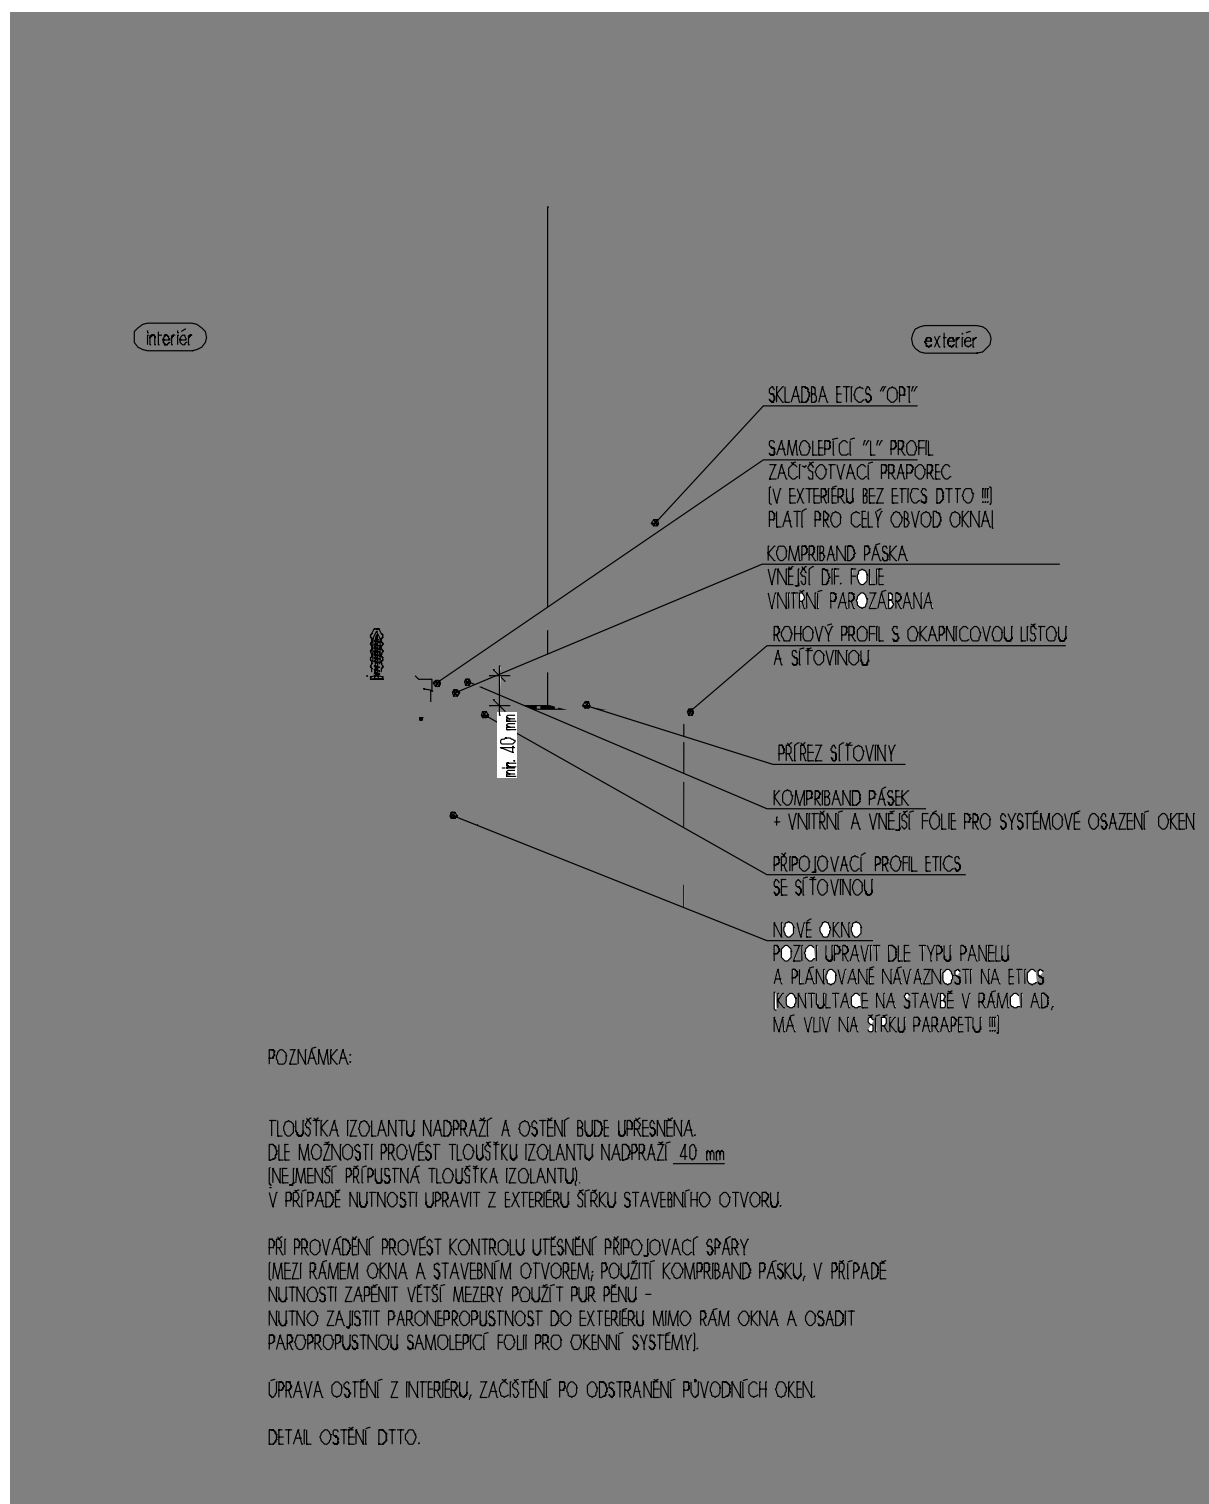 interiér
exteriér
SKLADBA ETICS "OP1"
SAMOLEPÍCÍ "L" PROFIL
ZAČI~ŠOTVACÍ PRAPOREC
(V EXTERIÉRU BEZ ETICS DTTO !!!)
PLATÍ PRO CELÝ OBVOD OKNA)
KOMPRIBAND PÁSKA
VNĚJŠÍ DIF. FOLIE
VNITŘNÍ PAROZÁBRANA
ROHOVÝ PROFIL S OKAPNICOVOU LIŠTOU
A SÍŤOVINOU
min. 40 mm
PŘÍŘEZ SÍŤOVINY
KOMPRIBAND PÁSEK
+ VNITŘNÍ A VNĚJŠÍ FÓLIE PRO SYSTÉMOVÉ OSAZENÍ OKEN
PŘIPOJOVACÍ PROFIL ETICS
SE SÍŤOVINOU
NOVÉ OKNO
POZICI UPRAVIT DLE TYPU PANELU
A PLÁNOVANÉ NÁVAZNOSTI NA ETICS
(KONTULTACE NA STAVBĚ V RÁMCI AD,
MÁ VLIV NA ŠÍŘKU PARAPETU !!!)
POZNÁMKA:
TLOUŠŤKA IZOLANTU NADPRAŽÍ A OSTĚNÍ BUDE UPŘESNĚNA.
DLE MOŽNOSTI PROVÉST TLOUŠŤKU IZOLANTU NADPRAŽÍ 40 mm
(NEJMENŠÍ PŘÍPUSTNÁ TLOUŠŤKA IZOLANTU).
V PŘÍPADĚ NUTNOSTI UPRAVIT Z EXTERIÉRU ŠÍŘKU STAVEBNÍHO OTVORU.
PŘI PROVÁDĚNÍ PROVÉST KONTROLU UTĚSNĚNÍ PŘIPOJOVACÍ SPÁRY
(MEZI RÁMEM OKNA A STAVEBNÍM OTVOREM; POUŽITÍ KOMPRIBAND PÁSKU, V PŘÍPADĚ
NUTNOSTI ZAPĚNIT VĚTŠÍ MEZERY POUŽÍT PUR PĚNU -
NUTNO ZAJISTIT PARONEPROPUSTNOST DO EXTERIÉRU MIMO RÁM OKNA A OSADIT
PAROPROPUSTNOU SAMOLEPICÍ FOLII PRO OKENNÍ SYSTÉMY).
ÚPRAVA OSTĚNÍ Z INTERIÉRU, ZAČIŠTĚNÍ PO ODSTRANĚNÍ PŮVODNÍCH OKEN.
DETAIL OSTĚNÍ DTTO.